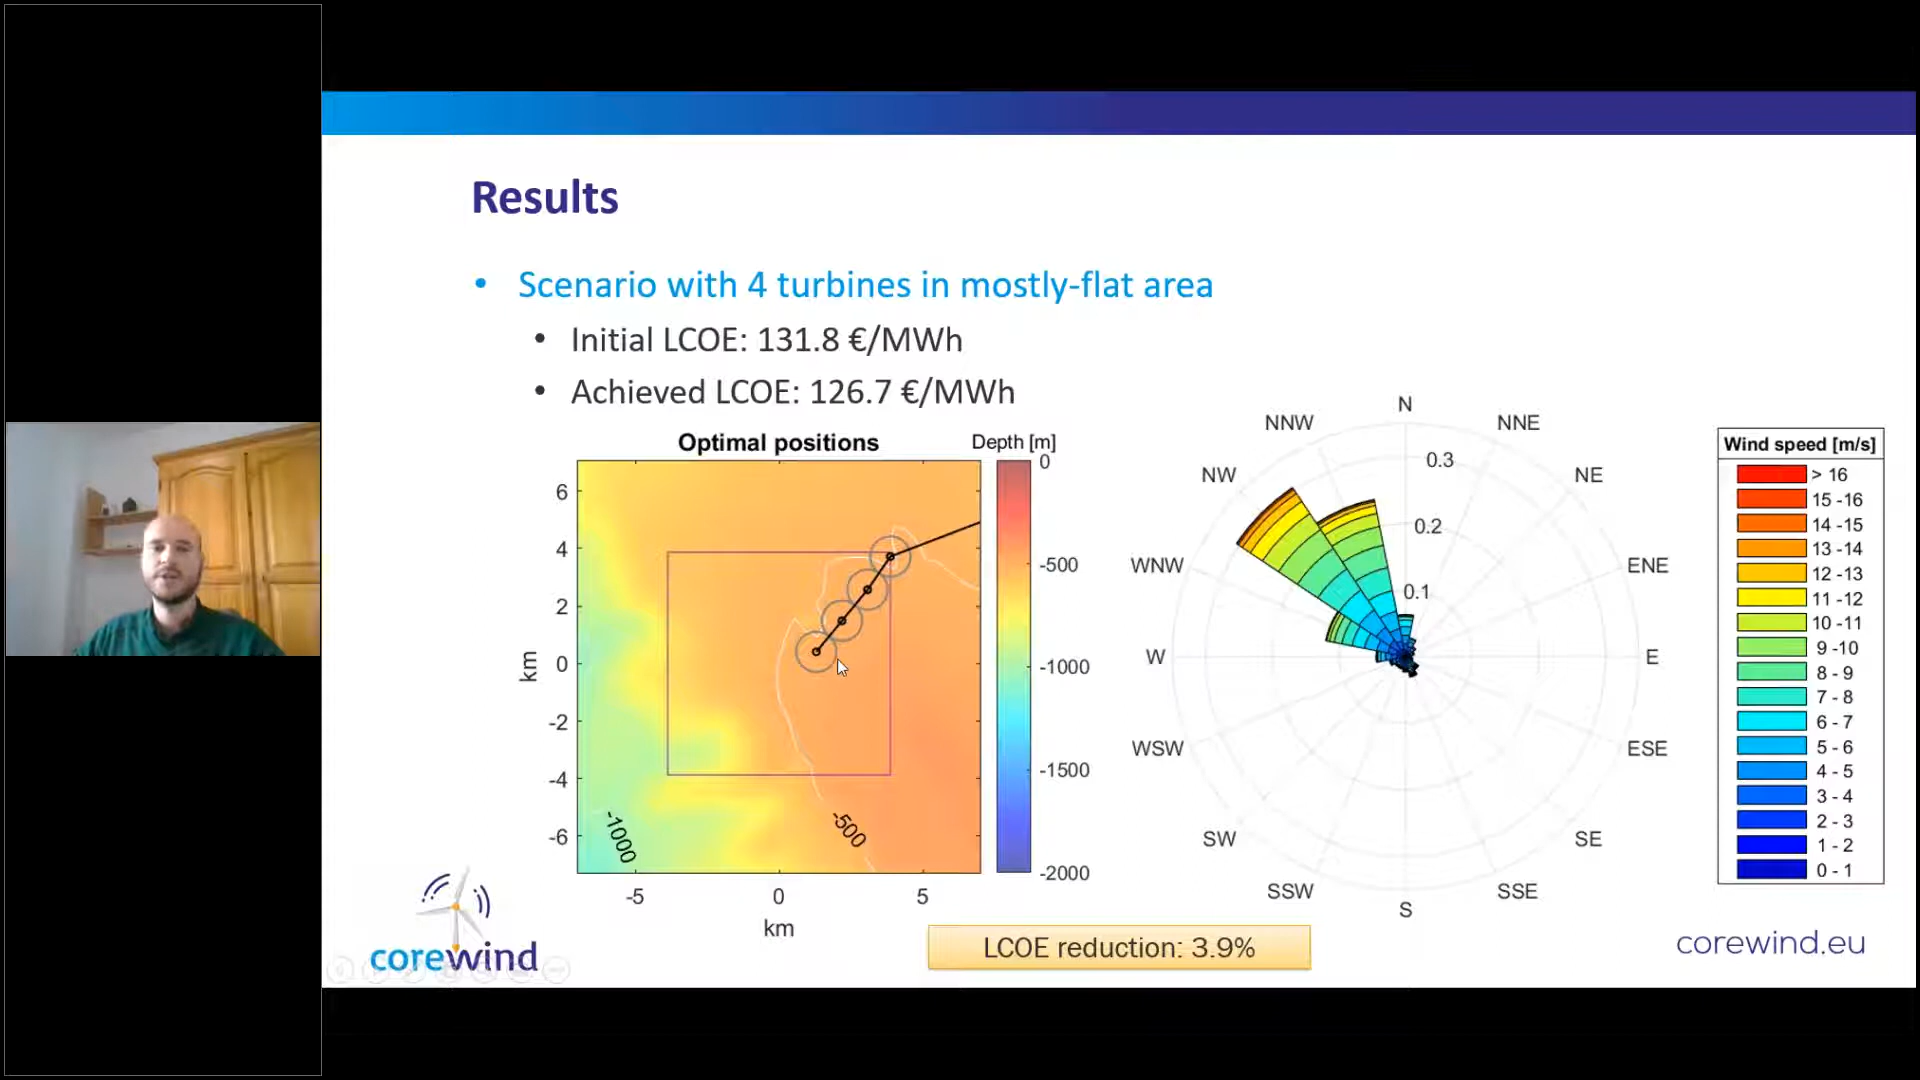 Results
• Scenario with 4 turbines in mostly-flat area
• Initial LCOE: 131.8 €/MWh
• Achieved LCOE: 126.7 €/MWh
Optimal positions
Depth [m]
6
4
2
0
-2
-4
-6
km
-5
0
5
km
-1000
-500
0
-500
-1000
-1500
-2000
N
NNE
NE
ENE
E
ESE
SE
SSE
S
SSW
SW
WSW
W
WNW
NW
NNW
0.3
0.2
0.1
Wind speed [m/s]
> 16
15 -16
14 -15
13 -14
12 -13
11 -12
10 -11
9 -10
8 - 9
7 - 8
6 - 7
5 - 6
4 - 5
3 - 4
2 - 3
1 - 2
0 - 1
corewind
LCOE reduction: 3.9%
corewind.eu